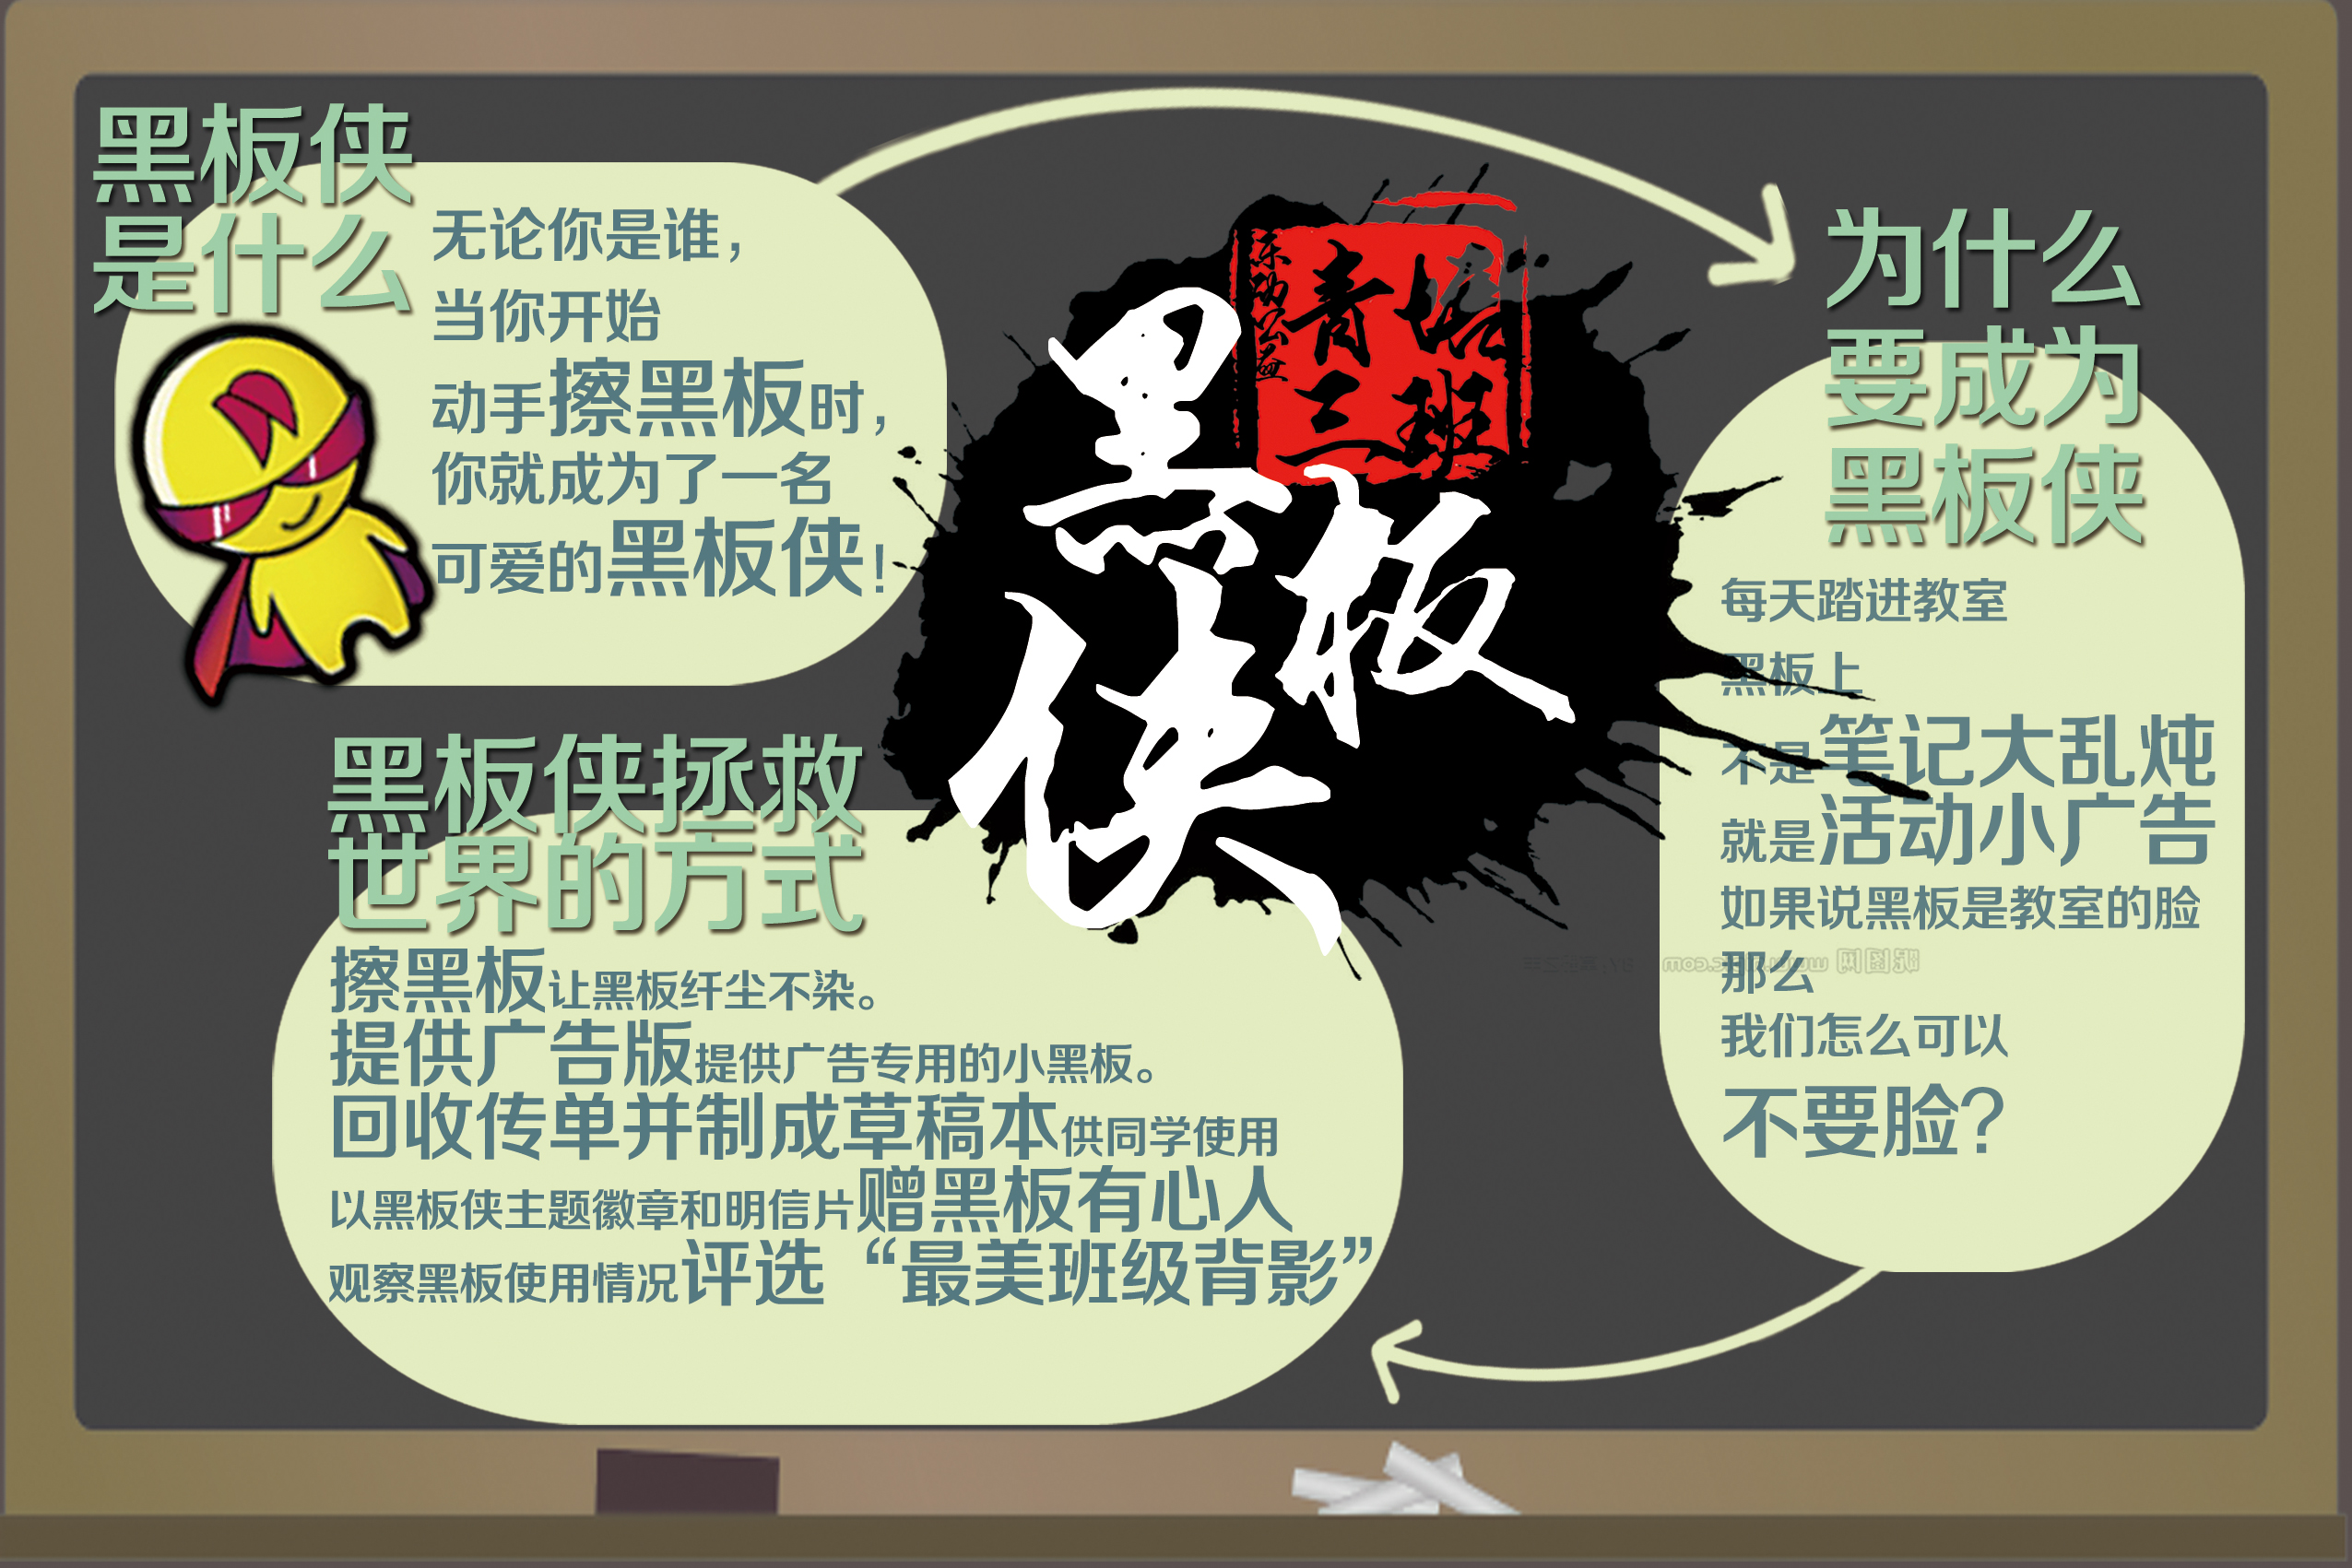 黑板侠
是什么
无论你是谁，
当你开始
动手擦黑板时，
你就成为了一名
可爱的黑板侠！
黑板侠
青
班
为什么
要成为
黑板侠
每天踏进教室
黑板上
不是笔记大乱炖
就是活动小广告
如果说黑板是教室的脸
那么
我们怎么可以
不要脸？
黑板侠拯救
世界的方式
擦黑板让黑板纤尘不染。
提供广告版提供广告专用的小黑板。
回收传单并制成草稿本供同学使用
以黑板侠主题徽章和明信片赠黑板有心人
观察黑板使用情况评选“最美班级背影”
昵图网